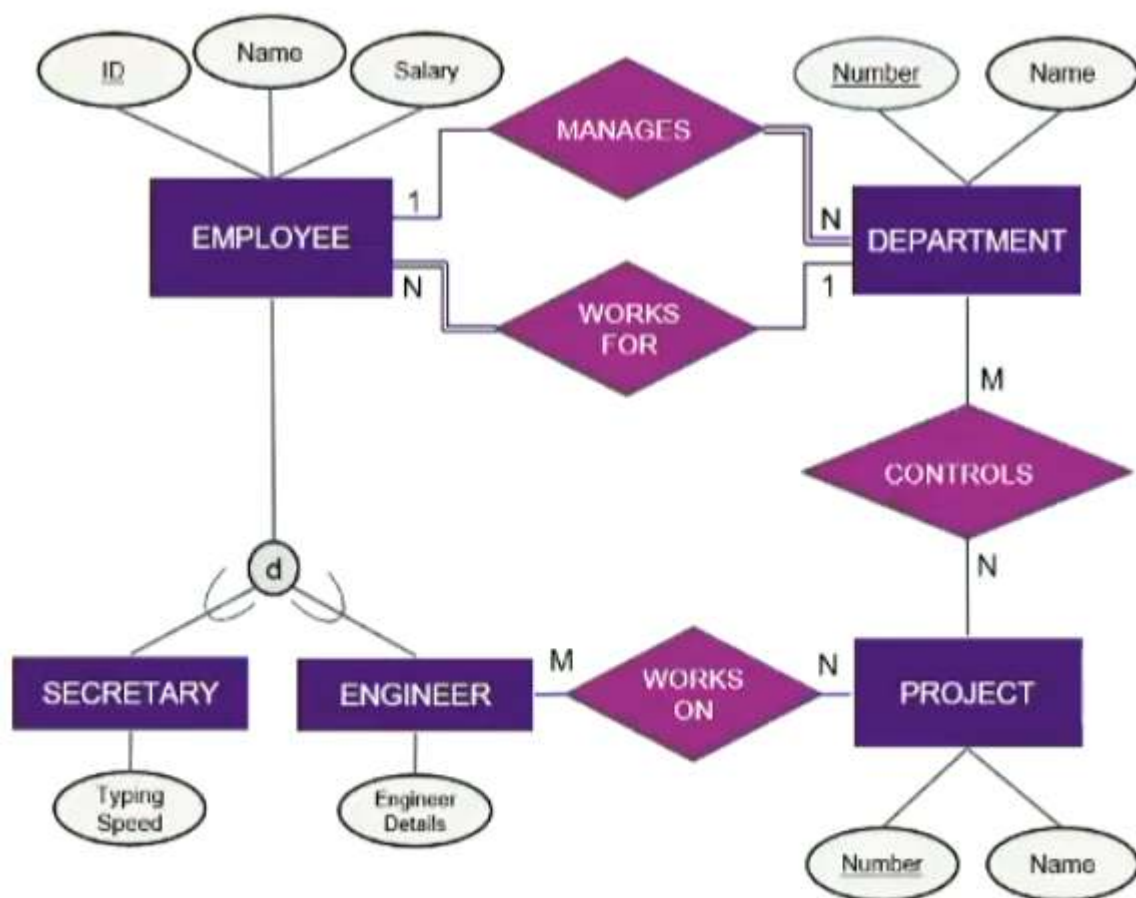 ID
Name
Salary
MANAGES
Number
Name
1
N
EMPLOYEE
DEPARTMENT
N
1
WORKS
FOR
M
CONTROLS
d
N
SECRETARY
ENGINEER
M
WORKS
ON
N
PROJECT
Typing
Speed
Engineer
Details
Number
Name